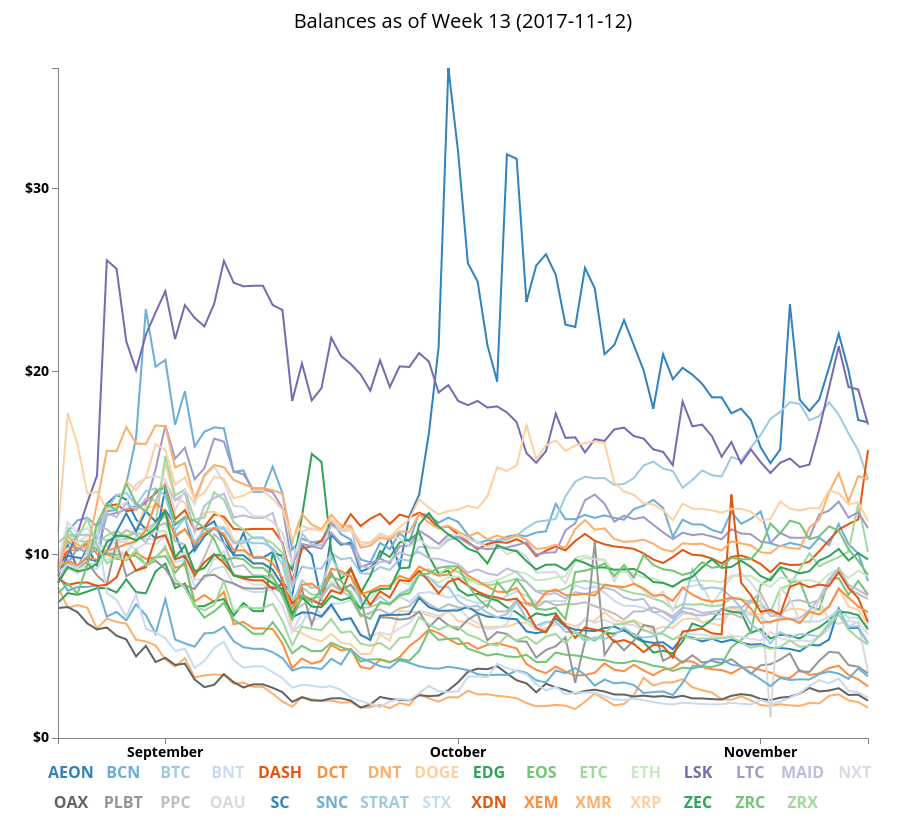 Balances as of Week 13 (2017-11-12)
$30
$20
$10
$0
September October November
AEON BCN BTC BNT DASH DCT DNT DOGE EDG EOS ETC ETH LSK LTC MAID NXT
OAX PLBT PPC OAU SC SNC STRAT STX XDN XEM XMR XRP ZEC ZRC ZRX